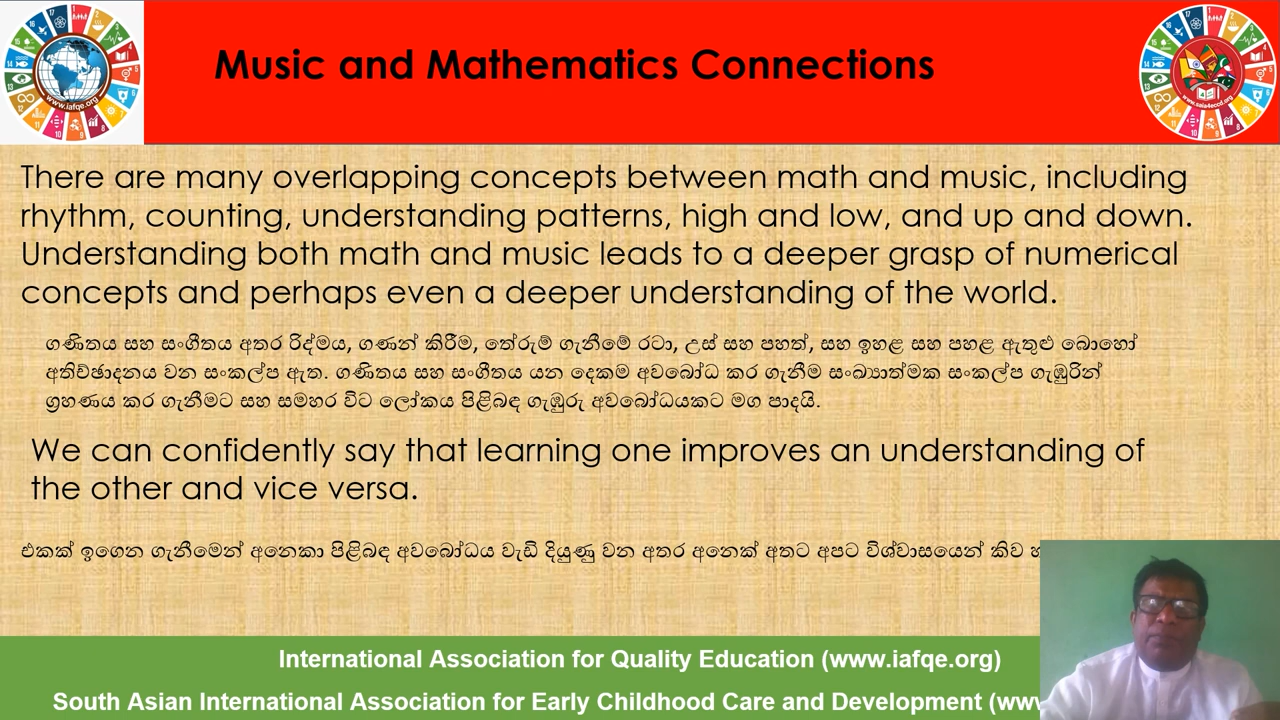 Music and Mathematics Connections
www.iafqe.org
There are many overlapping concepts between math and music, including
rhythm, counting, understanding patterns, high and low, and up and down.
Understanding both math and music leads to a deeper grasp of numerical
concepts and perhaps even a deeper understanding of the world.
ගණිතය සහ සංගීතය අතර රිද්මය, ගණන් කිරීම, තේරුම් ගැනීමේ රටා, උස් සහ පහත්, සහ ඉහළ සහ පහළ ඇතුළු බොහෝ
අතිච්ඡාදනය වන සංකල්ප ඇත. ගණිතය සහ සංගීතය යන දෙකම අවබෝධ කර ගැනීම සංඛ්‍යාත්මක සංකල්ප ගැඹුරින්
ග්‍රහණය කර ගැනීමට සහ සමහර විට ලෝකය පිළිබඳ ගැඹුරු අවබෝධයකට මග පාදයි.
We can confidently say that learning one improves an understanding of
the other and vice versa.
එකක් ඉගෙන ගැනීමෙන් අනෙකා පිළිබඳ අවබෝධය වැඩි දියුණු වන අතර අනෙක් අතට අපට විශ්වාසයෙන් කිව
International Association for Quality Education (www.iafqe.org)
South Asian International Association for Early Childhood Care and Development (www